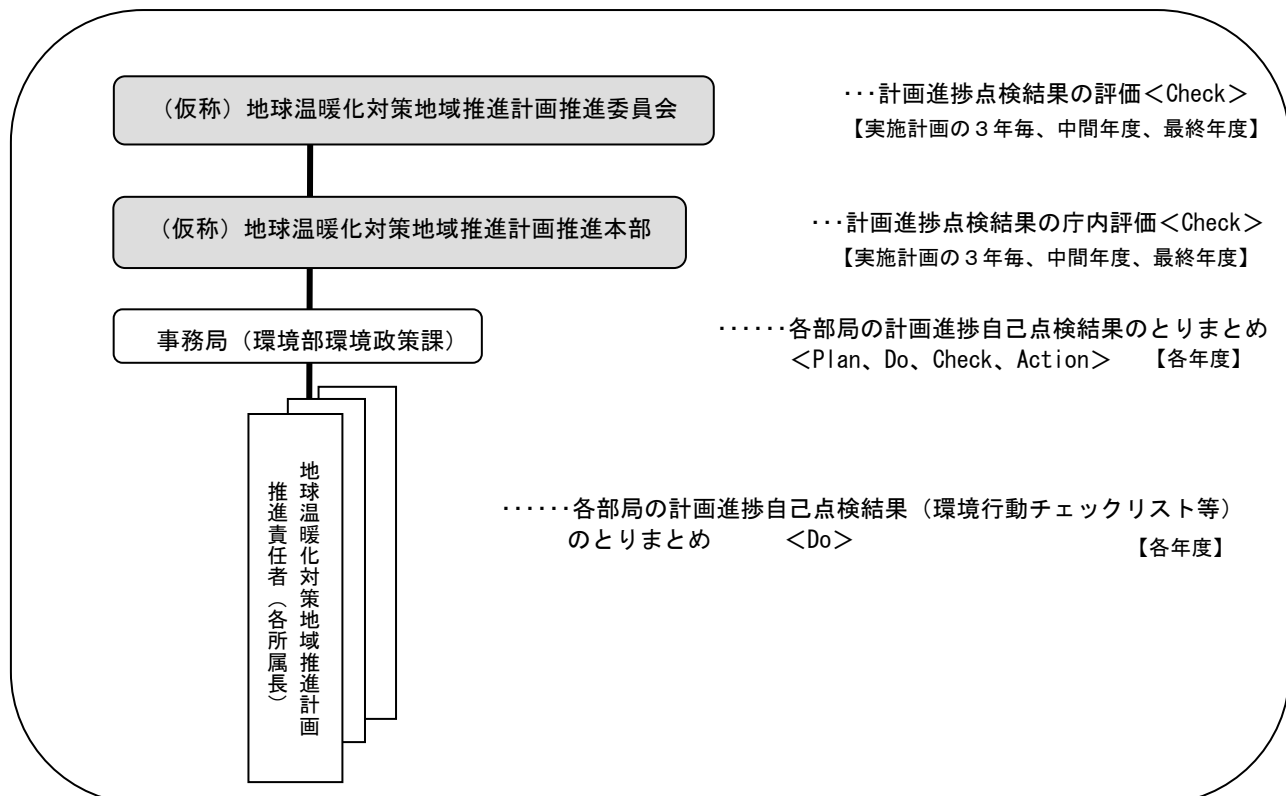 （仮称）地球温暖化対策地域推進計画推進委員会
･･･計画進捗点検結果の評価＜Check＞
【実施計画の３年毎、中間年度、最終年度】
（仮称）地球温暖化対策地域推進計画推進本部
･･･計画進捗点検結果の庁内評価＜Check＞
【実施計画の３年毎、中間年度、最終年度】
事務局（環境部環境政策課）
･･････各部局の計画進捗自己点検結果のとりまとめ
＜Plan、Do、Check、Action＞　【各年度】
地球温暖化対策地域推進計画
推進責任者（各所属長）
･･････各部局の計画進捗自己点検結果（環境行動チェックリスト等）
のとりまとめ　　＜Do＞　　【各年度】